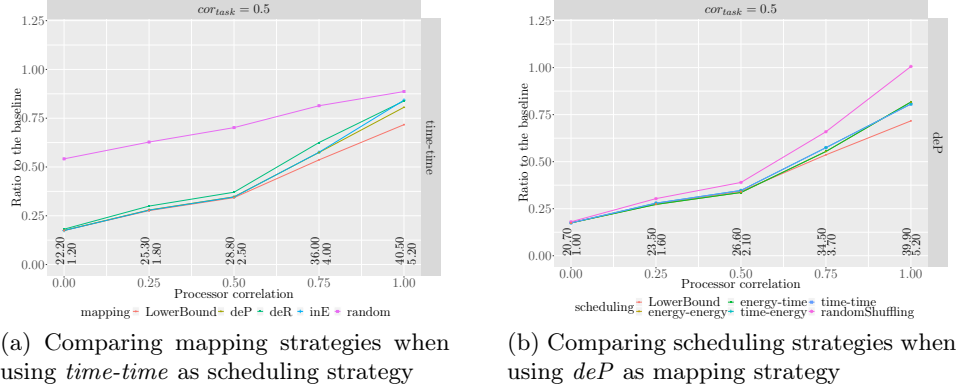 cor_task = 0.5
1.25
1.00
0.75
0.50
0.25
0.00
Ratio to the baseline
time-time
22.20
1.20
25.30
1.80
28.80
2.50
36.00
4.00
40.50
5.20
0.00 0.25 0.50 0.75 1.00
Processor correlation
mapping LowerBound deP deR inE random
(a) Comparing mapping strategies when
using time-time as scheduling strategy
cor_task = 0.5
1.25
1.00
0.75
0.50
0.25
0.00
Ratio to the baseline
deP
20.70
1.00
23.50
1.60
26.60
2.10
34.50
3.70
39.90
5.20
0.00 0.25 0.50 0.75 1.00
Processor correlation
scheduling LowerBound energy-time time-time
energy-energy time-energy randomShuffling
(b) Comparing scheduling strategies when
using deP as mapping strategy